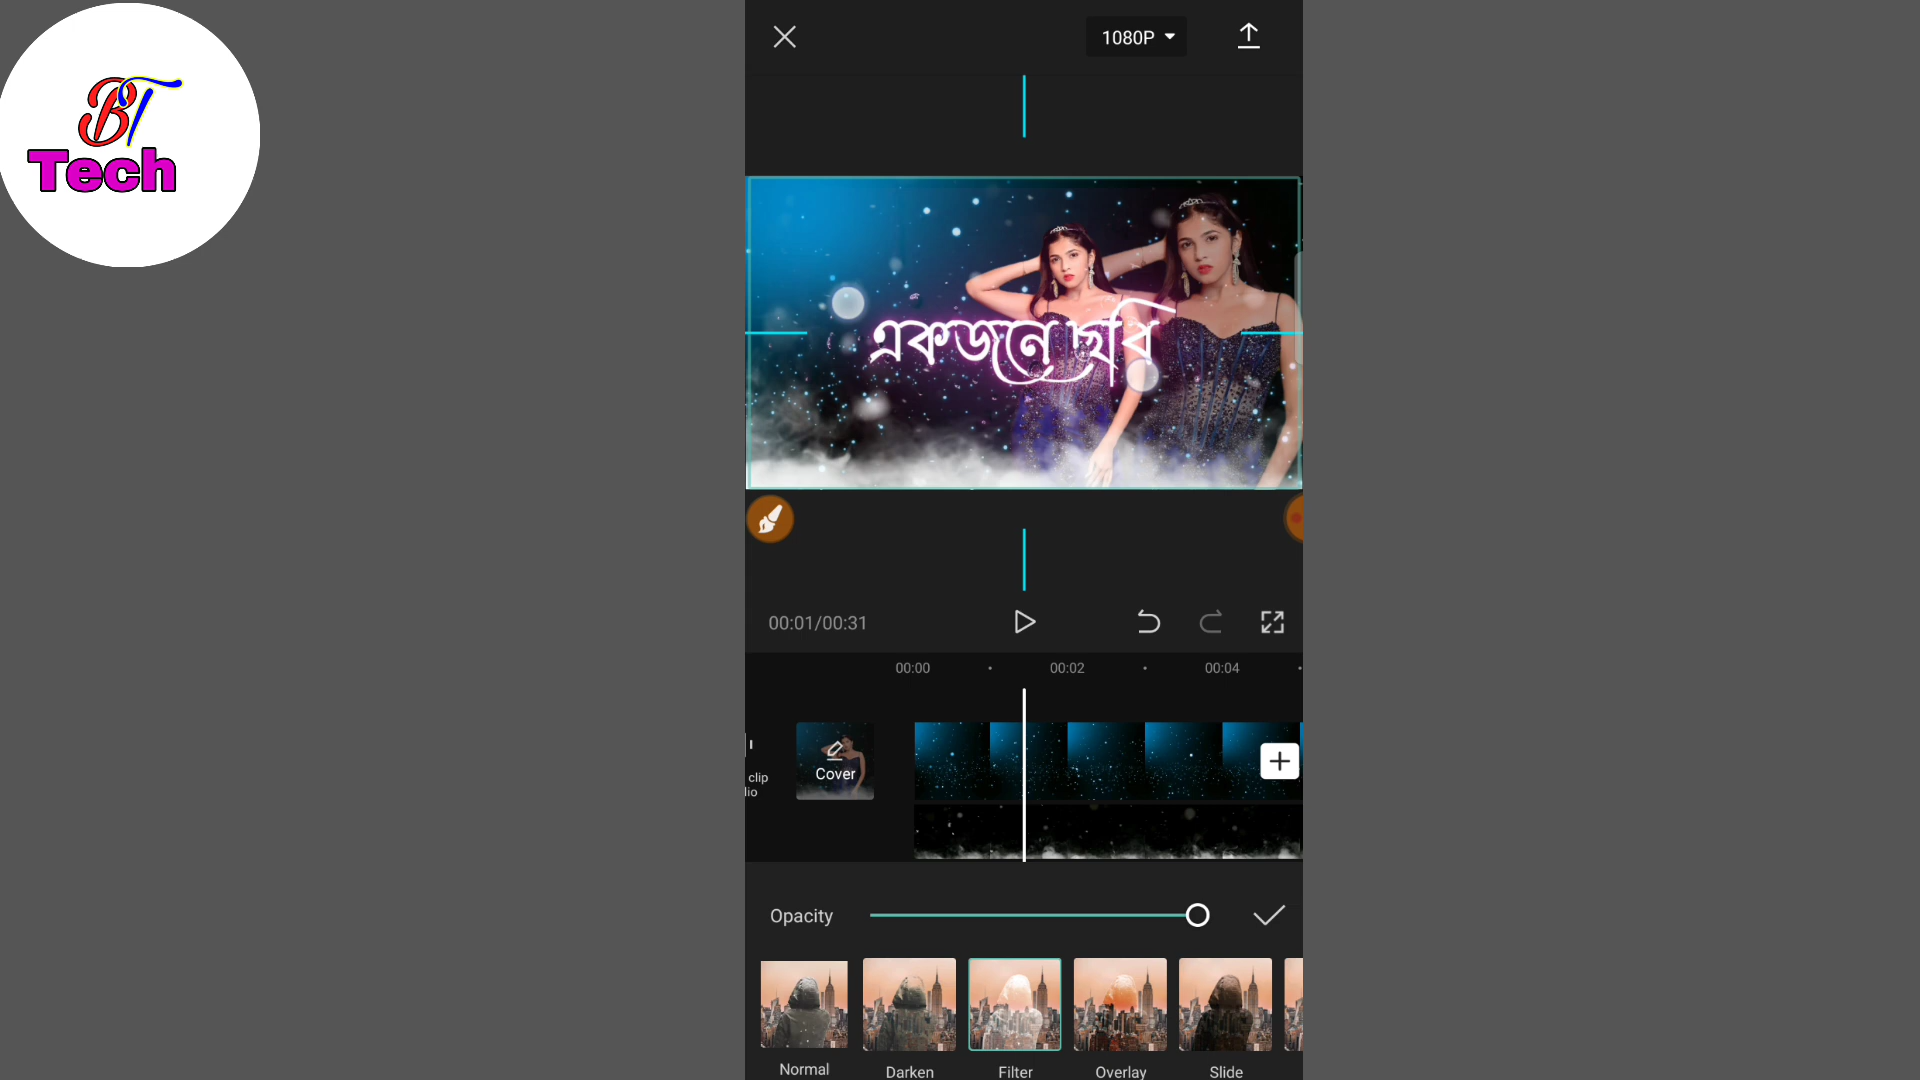 BT
Tech
1080P
একজনে ছবি
00:01/00:31
00:00
00:02
00:04
clip
lio
Cover
Opacity
Normal
Darken
Filter
Overlay
Slide